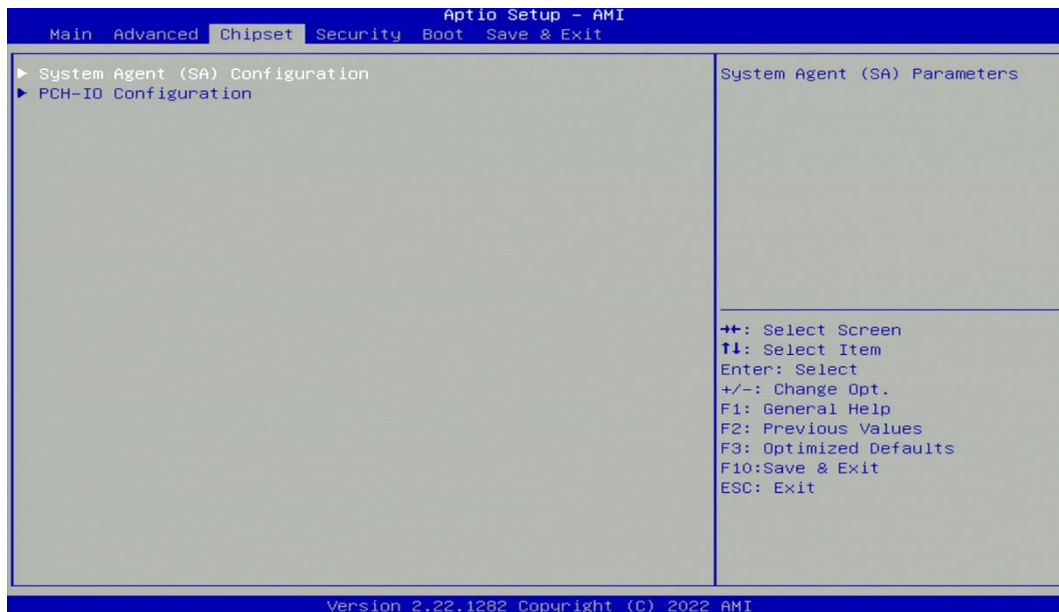 Aptio Setup – AMI
Main Advanced Chipset Security Boot Save & Exit
▶ System Agent (SA) Configuration
▶ PCH-IO Configuration
System Agent (SA) Parameters
→←: Select Screen
↑↓: Select Item
Enter: Select
+/-: Change Opt.
F1: General Help
F2: Previous Values
F3: Optimized Defaults
F10:Save & Exit
ESC: Exit
Version 2.22.1282 Copyright (C) 2022 AMI